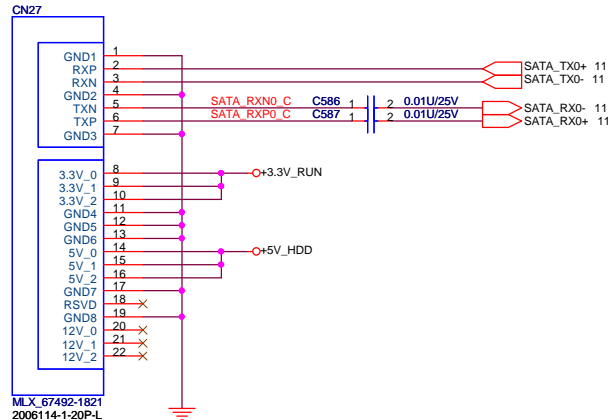 CN27
GND1 1
RXP 2 SATA_TX0+ 11
RXN 3 SATA_TX0- 11
GND2 4
TXN 5 SATA_RXN0_C C586 1 2 0.01U/25V SATA_RX0- 11
TXP 6 SATA_RXP0_C C587 1 2 0.01U/25V SATA_RX0+ 11
GND3 7
3.3V_0 8 +3.3V_RUN
3.3V_1 9
3.3V_2 10
GND4 11
GND5 12
GND6 13
5V_0 14 +5V_HDD
5V_1 15
5V_2 16
GND7 17
RSVD 18
GND8 19
12V_0 20
12V_1 21
12V_2 22
MLX_67492-1821
2006114-1-20P-L